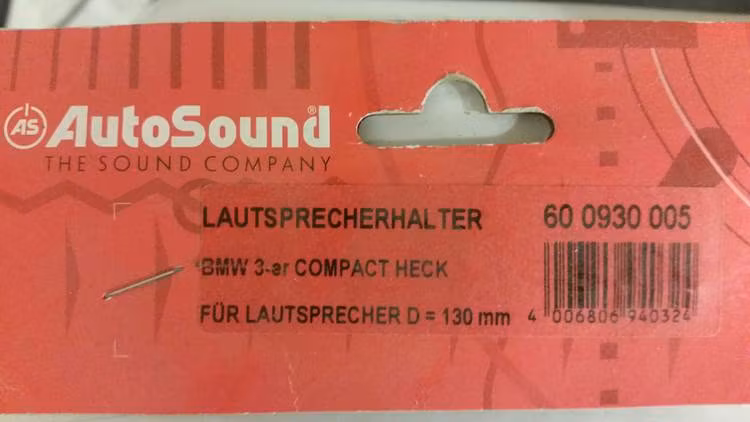 AS AutoSound®
THE SOUND COMPANY
LAUTSPRECHERHALTER 60 0930 005
BMW 3-er COMPACT HECK
FÜR LAUTSPRECHER D = 130 mm
4 006806 940324